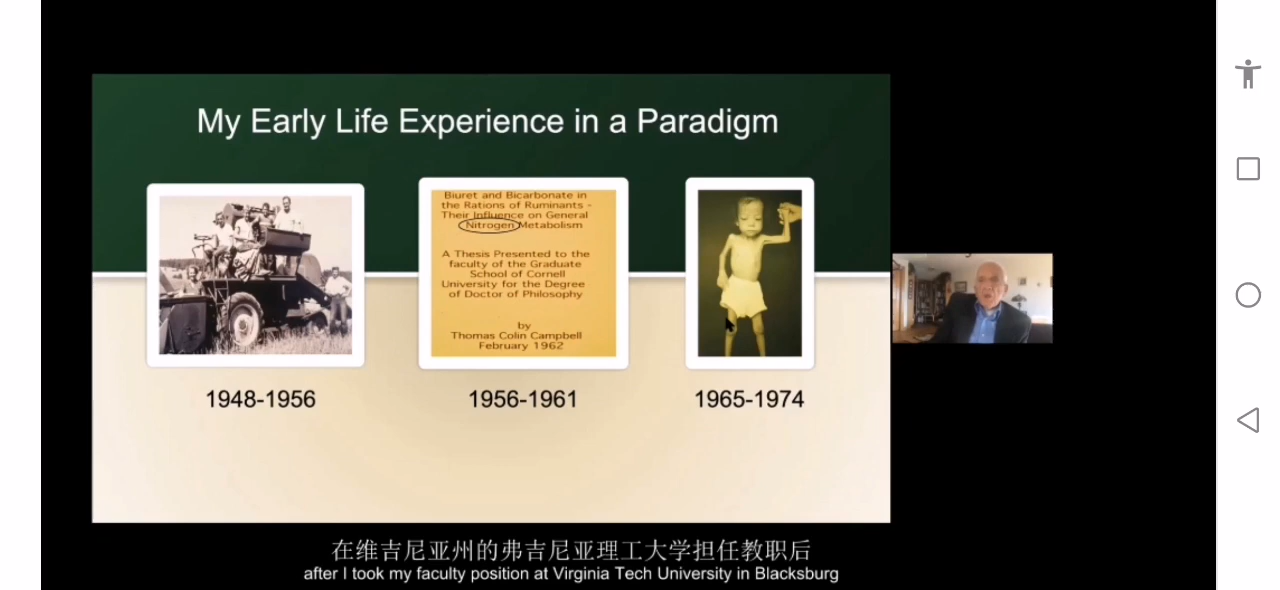 My Early Life Experience in a Paradigm
Biuret and Bicarbonate in
the Rations of Ruminants -
Their Influence on General
Nitrogen Metabolism
A Thesis Presented to the
faculty of the Graduate
School of Cornell
University for the Degree
of Doctor of Philosophy
by
Thomas Colin Campbell
February 1962
1948-1956
1956-1961
1965-1974
在维吉尼亚州的弗吉尼亚理工大学担任教职后
after I took my faculty position at Virginia Tech University in Blacksburg